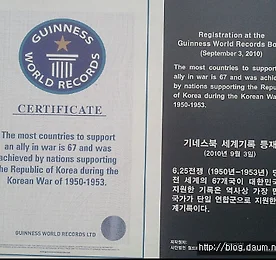 GUINNESS
WORLD RECORDS
CERTIFICATE
The most countries to support
an ally in war is 67 and was
achieved by nations supporting
the Republic of Korea during the
Korean War of 1950-1953.
GUINNESS WORLD RECORDS LTD
Registration at the
Guinness World Records Bo
(September 3, 2010)
The most countries to support
an ally in war is 67 and was
by nations supporting the Repub
of Korea during the Korean War
1950-1953.
기네스북 세계기록 등재
(2010년 9월 3일)
6.25전쟁 (1950년~1953년)
전 세계의 67개국이 대한민국
지원한 기록은 역사상 가장 많
국가가 단일 연합군으로 지원한
계기록이다.
http://blog.daum.ne